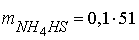 m_{NH_4HS} = 0,1·51